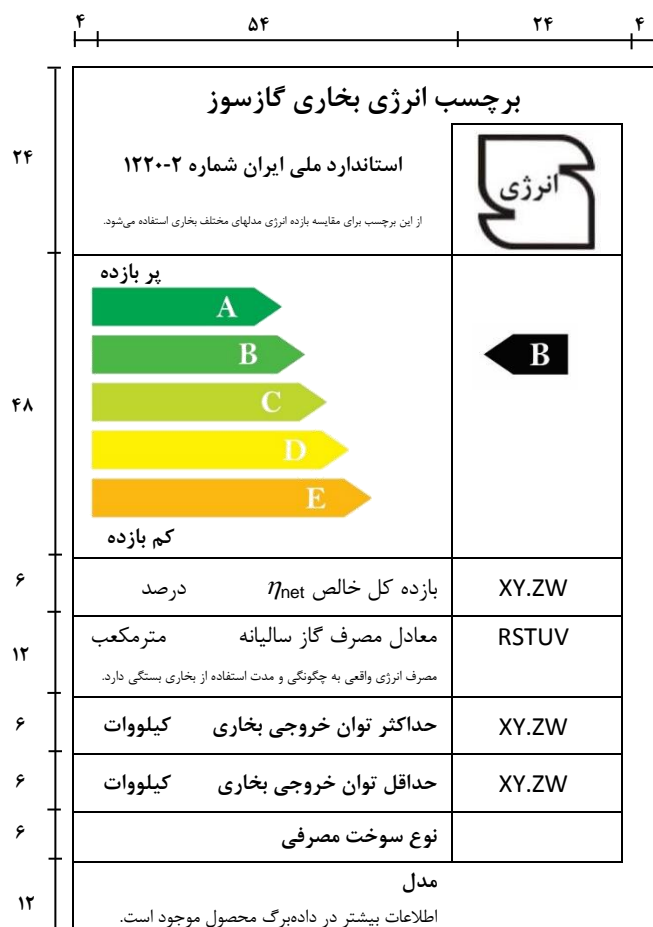 ۴ ۵۴ ۲۴ ۴
برچسب انرژی بخاری گازسوز
۲۴
استاندارد ملی ایران شماره ۲-۱۲۲۰
انرژی
از این برچسب برای مقایسه بازده انرژی مدلهای مختلف بخاری استفاده می‌شود.
پر بازده
A
B
B
C
۴۸
D
E
کم بازده
۶
بازده کل خالص ηnet درصد
XY.ZW
۱۲
معادل مصرف گاز سالیانه مترمکعب
RSTUV
مصرف انرژی واقعی به چگونگی و مدت استفاده از بخاری بستگی دارد.
۶
حداکثر توان خروجی بخاری کیلووات
XY.ZW
۶
حداقل توان خروجی بخاری کیلووات
XY.ZW
۶
نوع سوخت مصرفی
مدل
۱۲
اطلاعات بیشتر در داده‌برگ محصول موجود است.